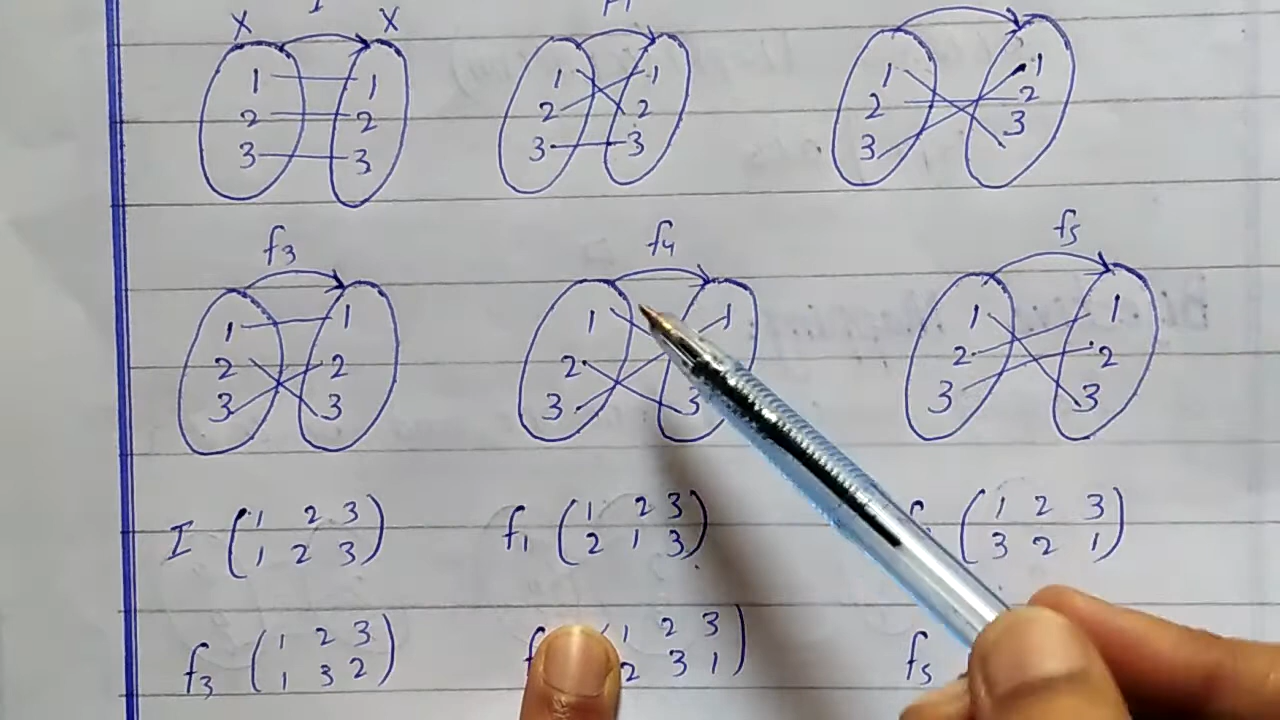 X X
1 1 1 1 1 1
2 2 2 2 2 2
3 3 3 3 3 3
f3 f4 f5
1 1 1 1 1 1
2 2 2 2 2
3 3 3 3 3 3
I (1 2 3) f1 (1 2 3) (1 2 3)
(1 2 3) (2 1 3) (3 2 1)
f3 (1 2 3) (1 2 3) f5
(1 3 2) 2 3 1)